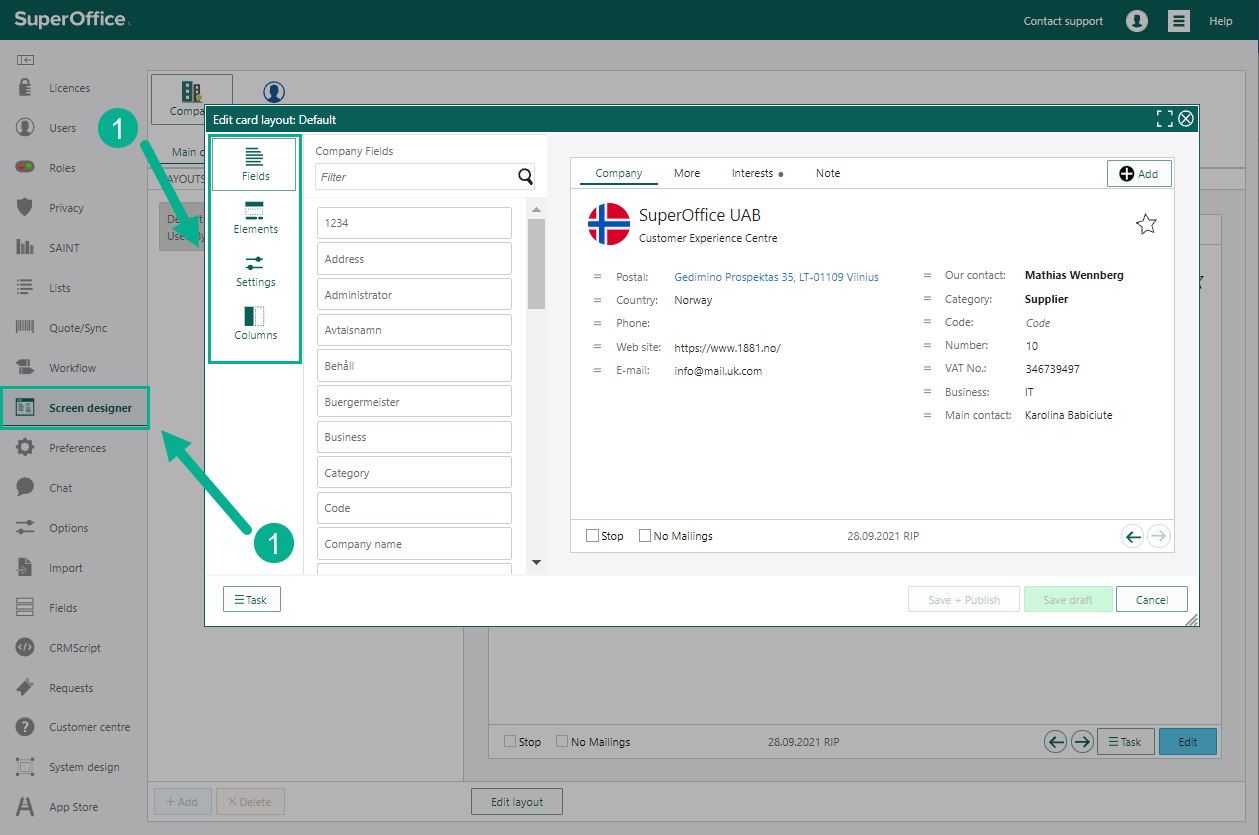 SuperOffice
Contact support
Help
Licences
Users
Roles
Privacy
SAINT
Lists
Quote/Sync
Workflow
Screen designer
Preferences
Chat
Options
Import
Fields
CRMScript
Requests
Customer centre
System design
App Store
1
1
Edit card layout: Default
Fields
Elements
Settings
Columns
Company Fields
Filter
1234
Address
Administrator
Avtalsnamn
Behåll
Buergermeister
Business
Category
Code
Company name
Company
More
Interests
Note
Add
SuperOffice UAB
Customer Experience Centre
Postal: Gedimino Prospektas 35, LT-01109 Vilnius
Country: Norway
Phone:
Web site: https://www.1881.no/
E-mail: info@mail.uk.com
Our contact: Mathias Wennberg
Category: Supplier
Code: Code
Number: 10
VAT No.: 346739497
Business: IT
Main contact: Karolina Babiciute
Stop
No Mailings
28.09.2021 RIP
Task
Save + Publish
Save draft
Cancel
Stop
No Mailings
28.09.2021 RIP
Task
Edit
+ Add
× Delete
Edit layout